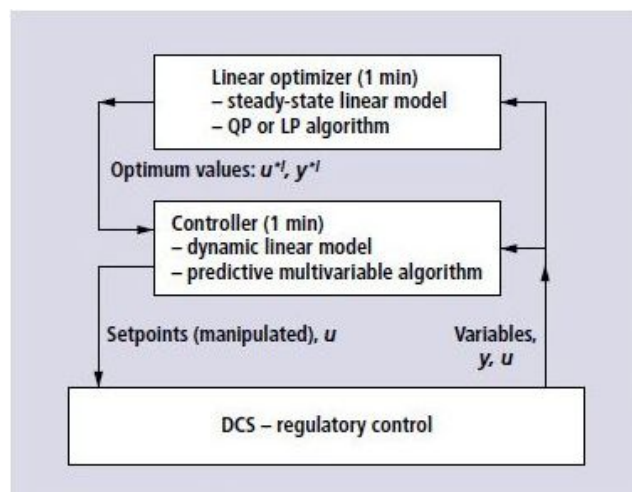 Linear optimizer (1 min)
– steady-state linear model
– QP or LP algorithm
Optimum values: u*l, y*l
Controller (1 min)
– dynamic linear model
– predictive multivariable algorithm
Setpoints (manipulated), u
Variables,
y, u
DCS – regulatory control